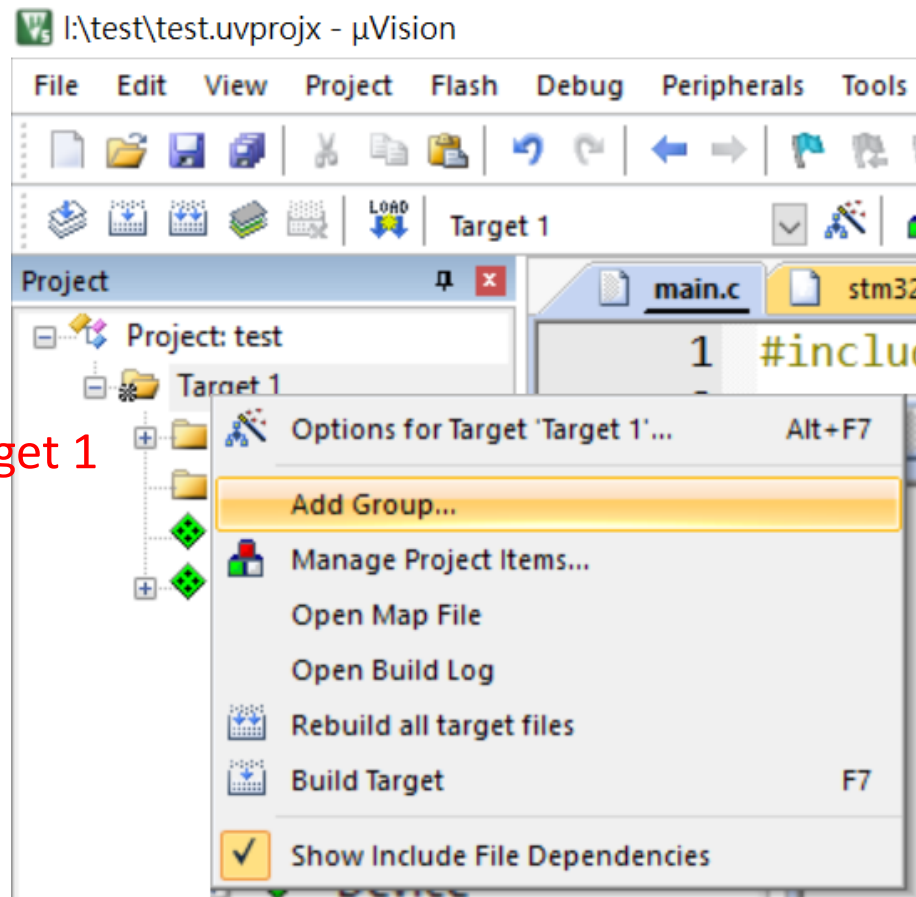 I:\test\test.uvprojx - µVision
File Edit View Project Flash Debug Peripherals Tools
LOAD Target 1
Project
main.c stm32
Project: test
1 #includ
Target 1
get 1
Options for Target 'Target 1'... Alt+F7
Add Group...
Manage Project Items...
Open Map File
Open Build Log
Rebuild all target files
Build Target F7
Show Include File Dependencies